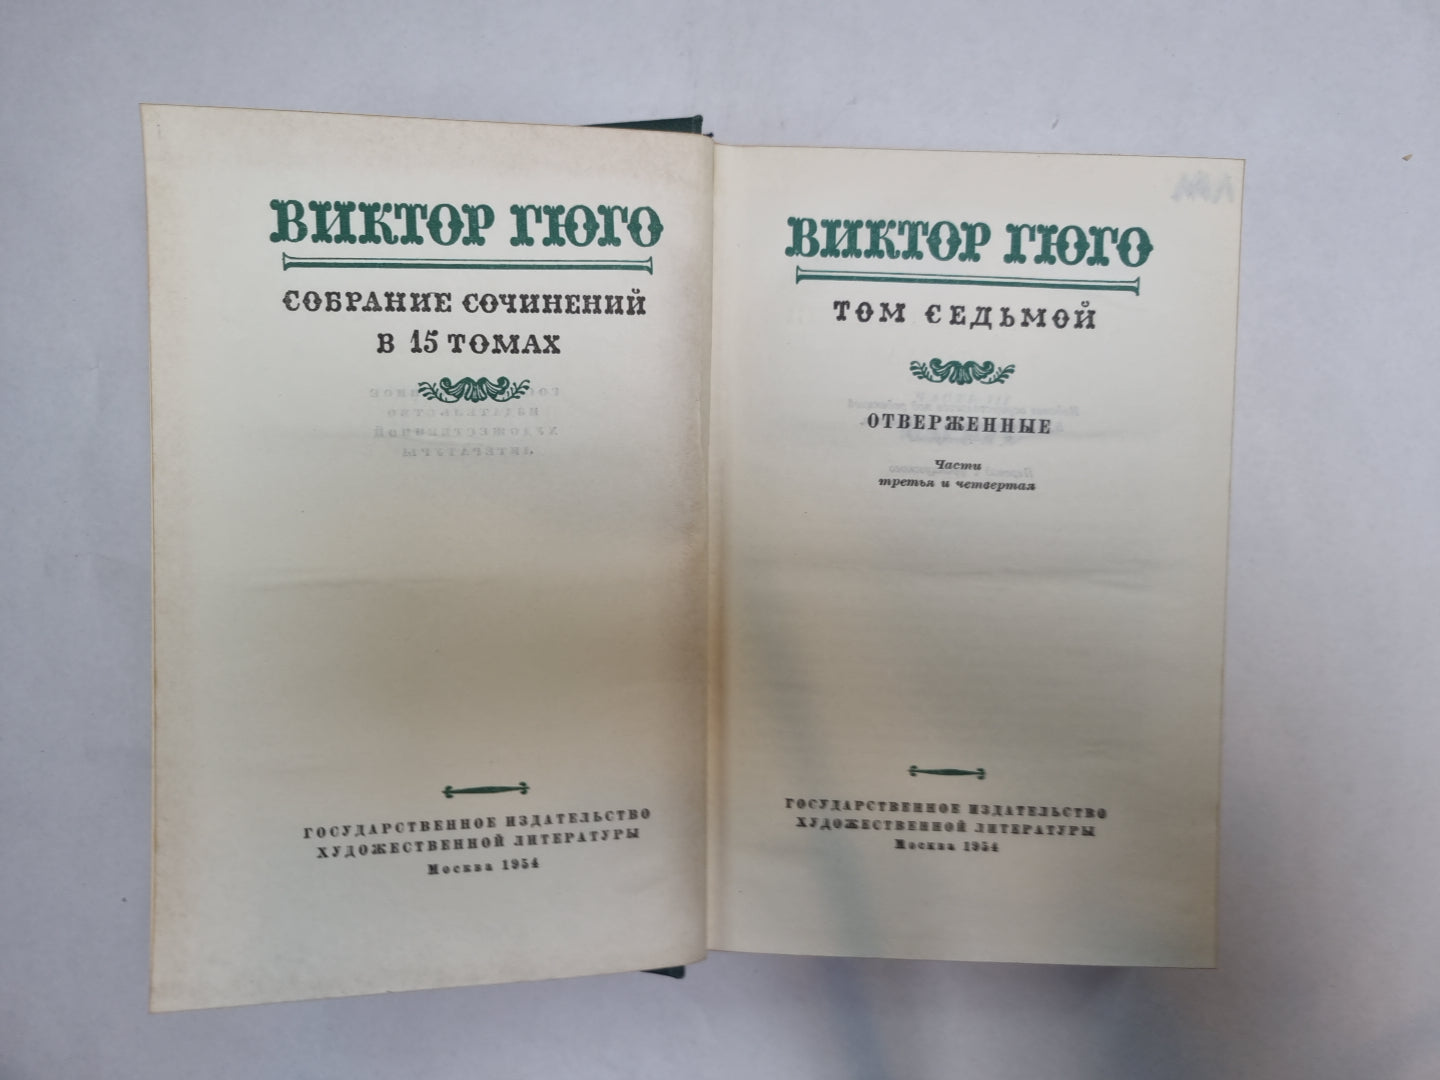 ВИКТОР ГЮГО
СОБРАНИЕ СОЧИНЕНИЙ
В 15 ТОМАХ
ГОСУДАРСТВЕННОЕ ИЗДАТЕЛЬСТВО
ХУДОЖЕСТВЕННОЙ ЛИТЕРАТУРЫ
Москва 1954
ВИКТОР ГЮГО
ТОМ СЕДЬМОЙ
ОТВЕРЖЕННЫЕ
Части
третья и четвертая
ГОСУДАРСТВЕННОЕ ИЗДАТЕЛЬСТВО
ХУДОЖЕСТВЕННОЙ ЛИТЕРАТУРЫ
Москва 1954